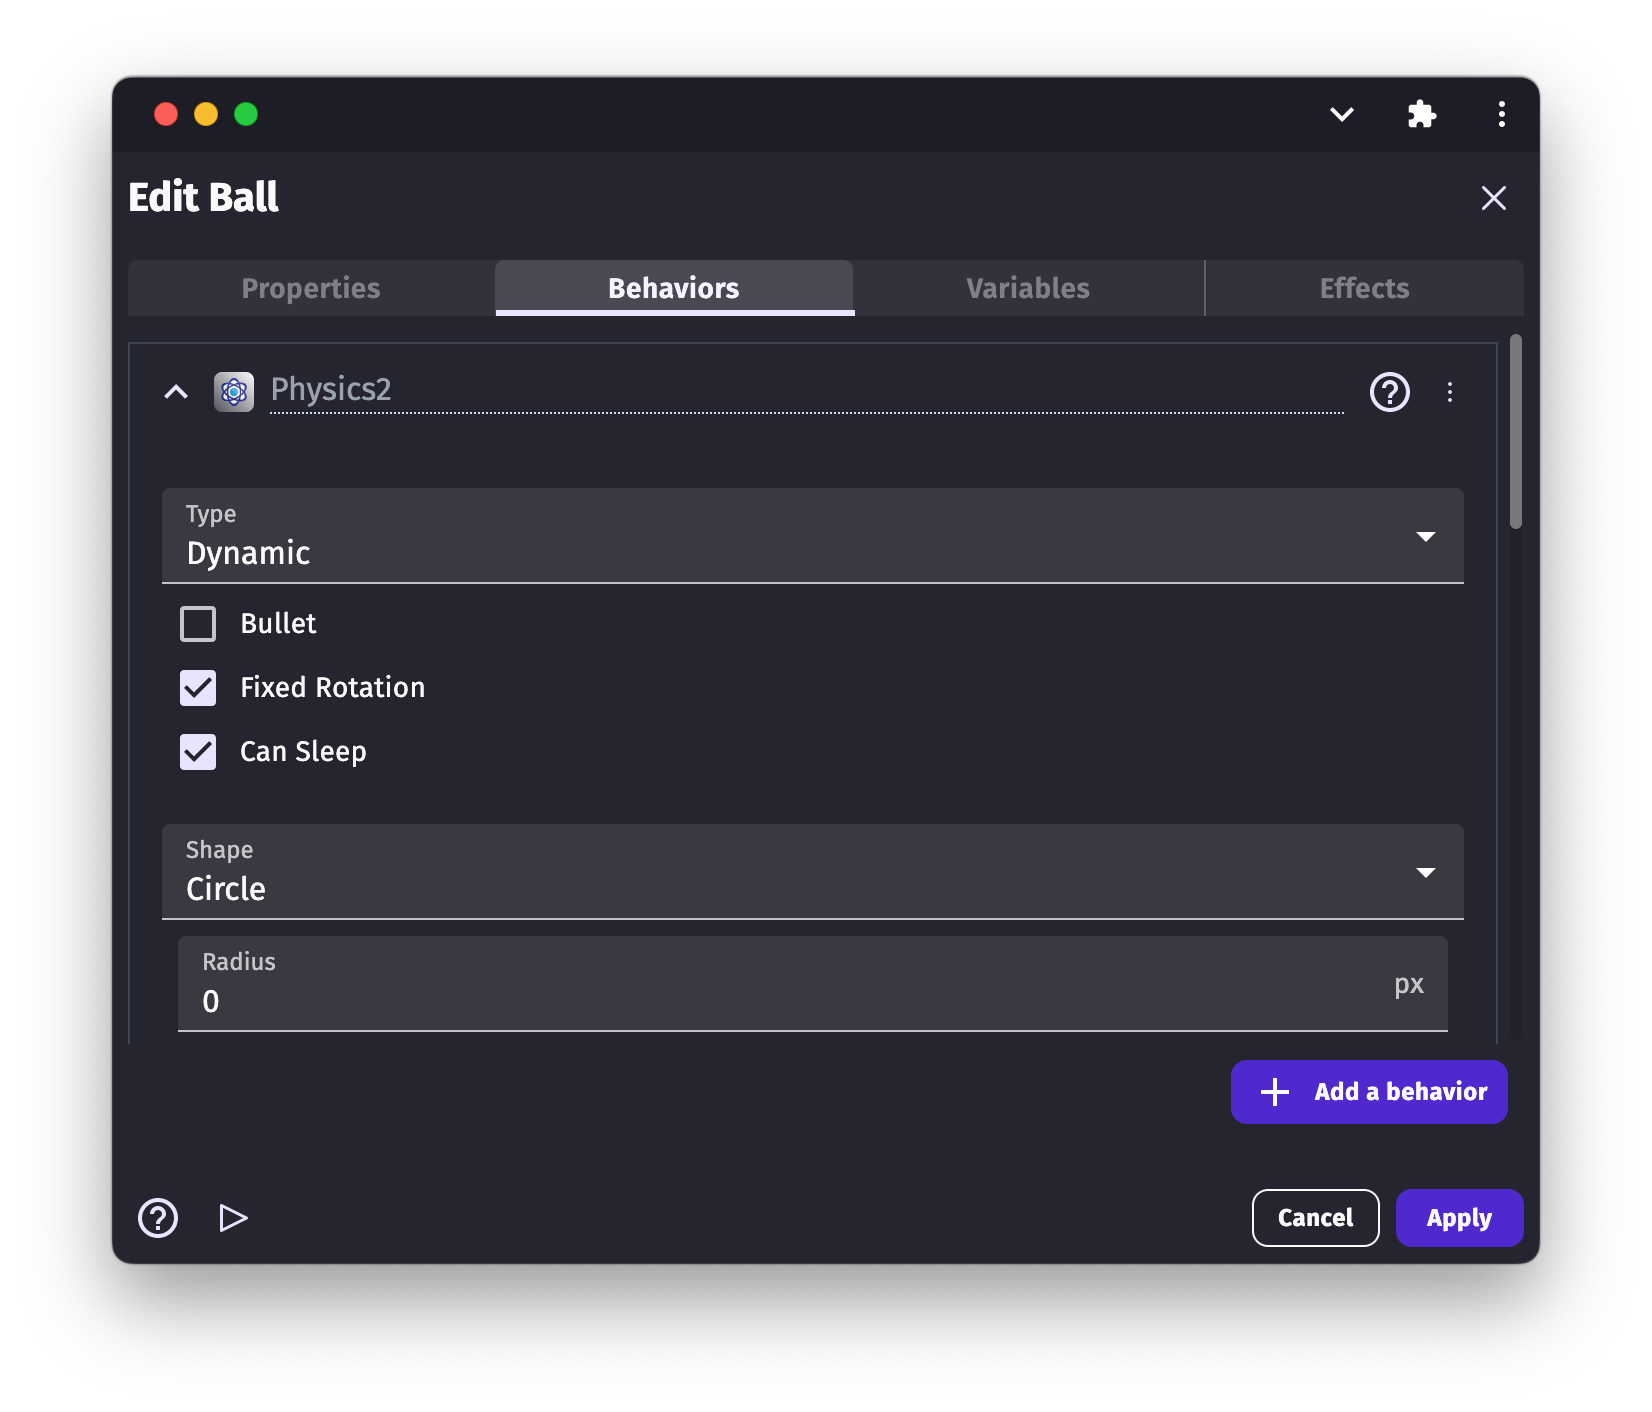 Edit Ball
Properties
Behaviors
Variables
Effects
Physics2
Type
Dynamic
Bullet
Fixed Rotation
Can Sleep
Shape
Circle
Radius
0
px
Add a behavior
Cancel
Apply